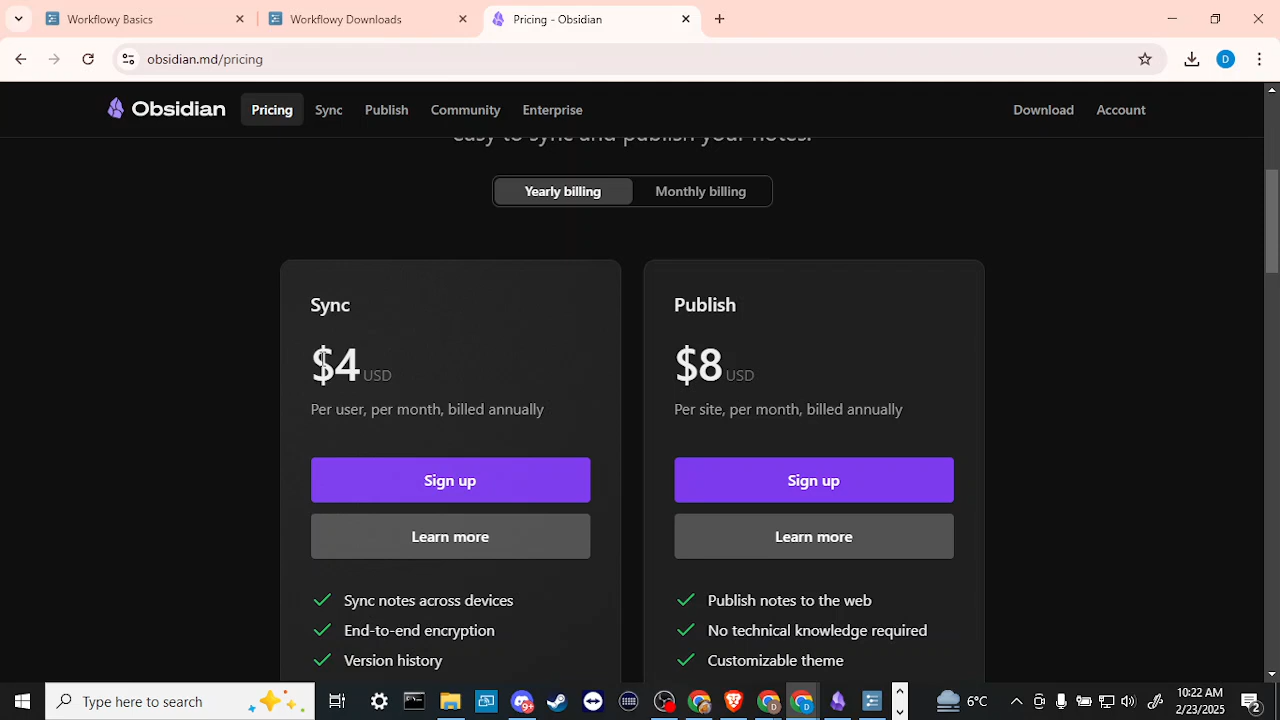 Workflowy Basics
Workflowy Downloads
Pricing - Obsidian
obsidian.md/pricing
D
Obsidian
Pricing
Sync
Publish
Community
Enterprise
Download
Account
easy to sync and publish your notes.
Yearly billing
Monthly billing
Sync
$4 USD
Per user, per month, billed annually
Sign up
Learn more
Sync notes across devices
End-to-end encryption
Version history
Publish
$8 USD
Per site, per month, billed annually
Sign up
Learn more
Publish notes to the web
No technical knowledge required
Customizable theme
Type here to search
9+
D
D
6°C
10:22 AM
2/23/2025
2